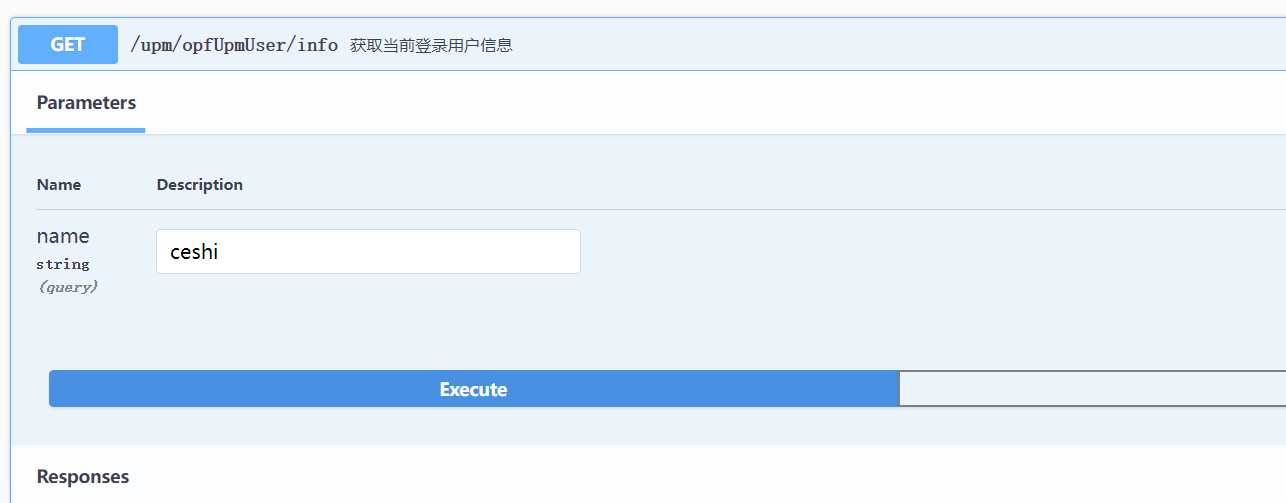 GET /upm/opfUpmUser/info 获取当前登录用户信息
Parameters
Name Description
name ceshi
string
(query)
Execute
Responses